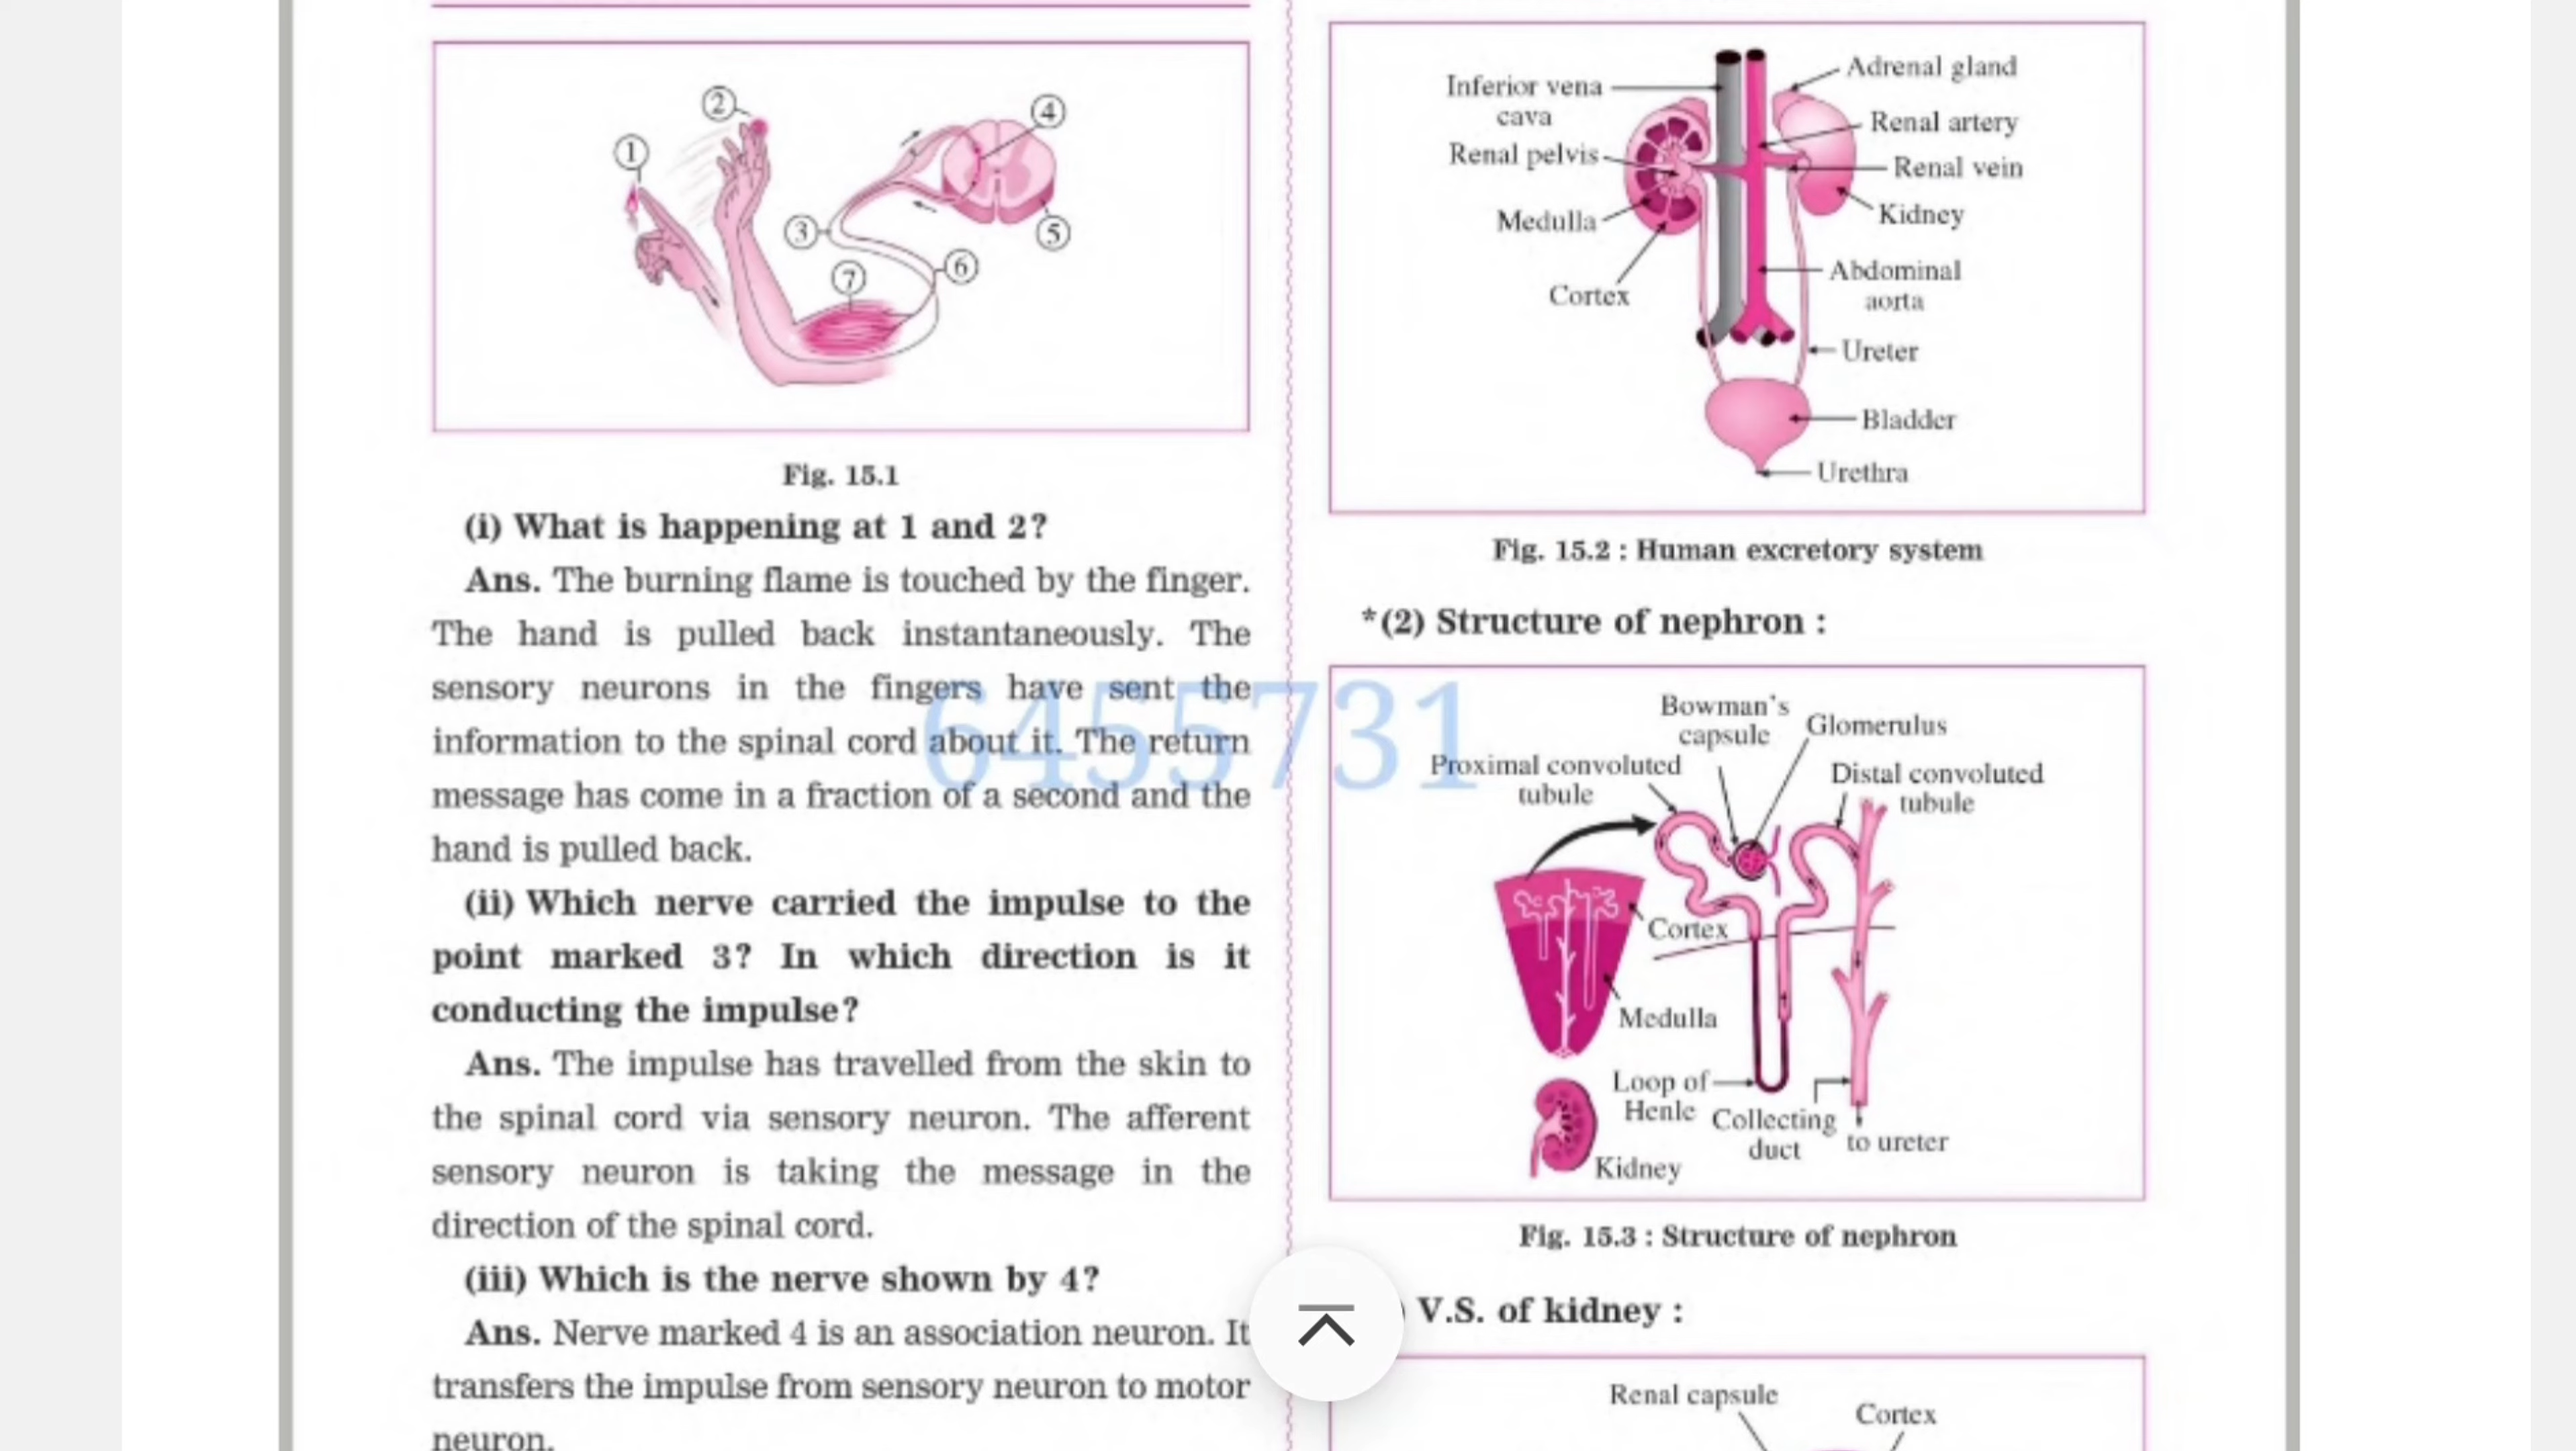 1
2
3
4
5
6
7
Fig. 15.1
(i) What is happening at 1 and 2?
Ans. The burning flame is touched by the finger.
The hand is pulled back instantaneously. The
sensory neurons in the fingers have sent the
information to the spinal cord about it. The return
message has come in a fraction of a second and the
hand is pulled back.
(ii) Which nerve carried the impulse to the
point marked 3? In which direction is it
conducting the impulse?
Ans. The impulse has travelled from the skin to
the spinal cord via sensory neuron. The afferent
sensory neuron is taking the message in the
direction of the spinal cord.
(iii) Which is the nerve shown by 4?
Ans. Nerve marked 4 is an association neuron. It
transfers the impulse from sensory neuron to motor
neuron.
6455731
Inferior vena
cava
Renal pelvis
Medulla
Cortex
Adrenal gland
Renal artery
Renal vein
Kidney
Abdominal
aorta
Ureter
Bladder
Urethra
Fig. 15.2 : Human excretory system
*(2) Structure of nephron :
Bowman's
capsule
Glomerulus
Proximal convoluted
tubule
Distal convoluted
tubule
Cortex
Medulla
Loop of
Henle
Collecting
duct
to ureter
Kidney
Fig. 15.3 : Structure of nephron
V.S. of kidney :
Renal capsule
Cortex